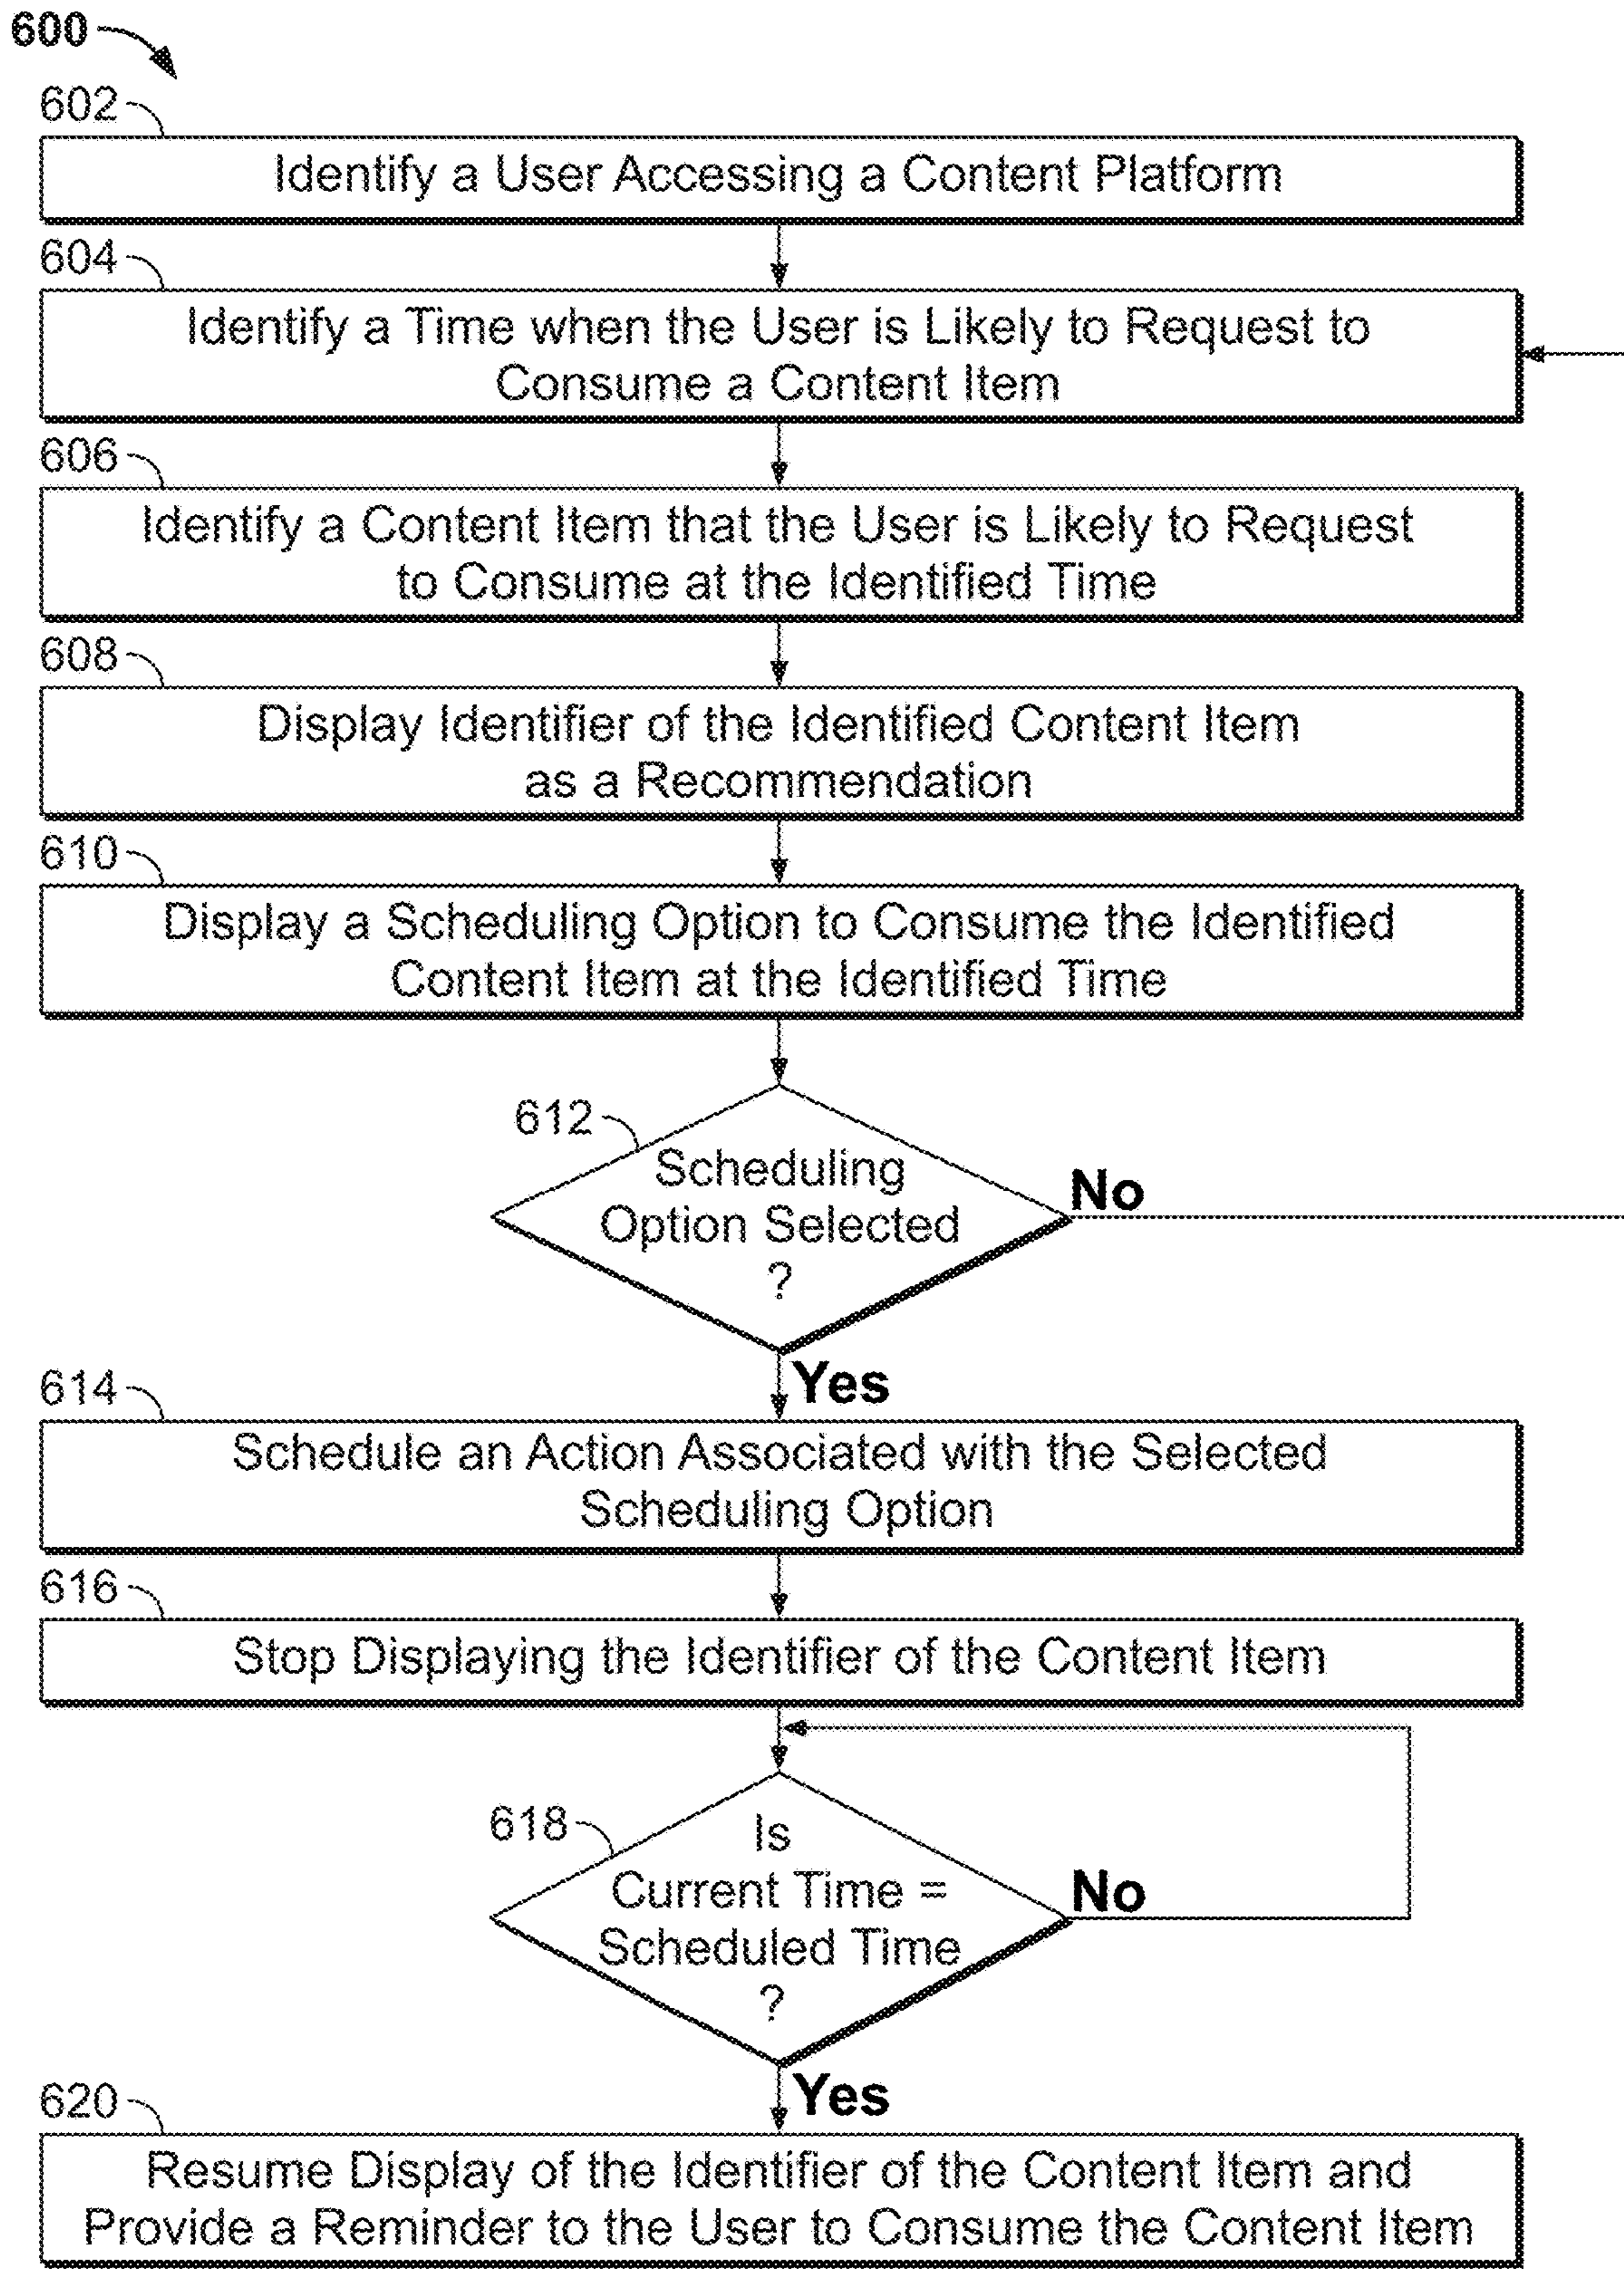 600
602
Identify a User Accessing a Content Platform
604
Identify a Time when the User is Likely to Request to
Consume a Content Item
606
Identify a Content Item that the User is Likely to Request
to Consume at the Identified Time
608
Display Identifier of the Identified Content Item
as a Recommendation
610
Display a Scheduling Option to Consume the Identified
Content Item at the Identified Time
612
Scheduling
Option Selected
?
No
Yes
614
Schedule an Action Associated with the Selected
Scheduling Option
616
Stop Displaying the Identifier of the Content Item
618
Is
Current Time =
Scheduled Time
?
No
Yes
620
Resume Display of the Identifier of the Content Item and
Provide a Reminder to the User to Consume the Content Item